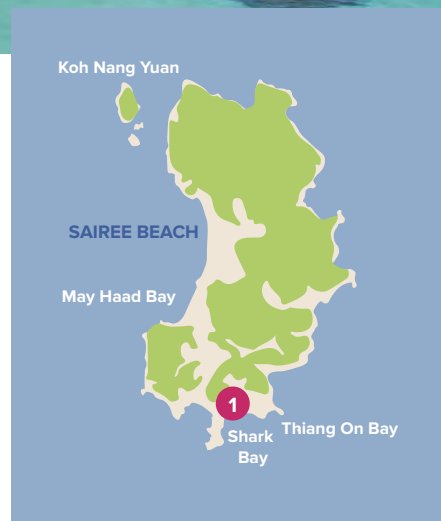 Koh Nang Yuan
SAIREE BEACH
May Haad Bay
1
Thiang On Bay
Shark
Bay